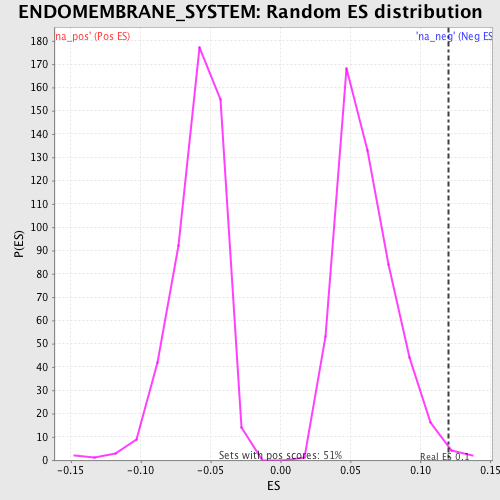 ENDOMEMBRANE_SYSTEM: Random ES distribution
na_pos' (Pos ES)
'na_neg' (Neg ES
180
170
160
150
140
130
120
110
100
90
80
70
60
50
40
30
20
10
0
P(ES)
Sets with pos scores: 51%
Real ES 0.1
-0.15 -0.10 -0.05 0.00 0.05 0.10 0.15
ES